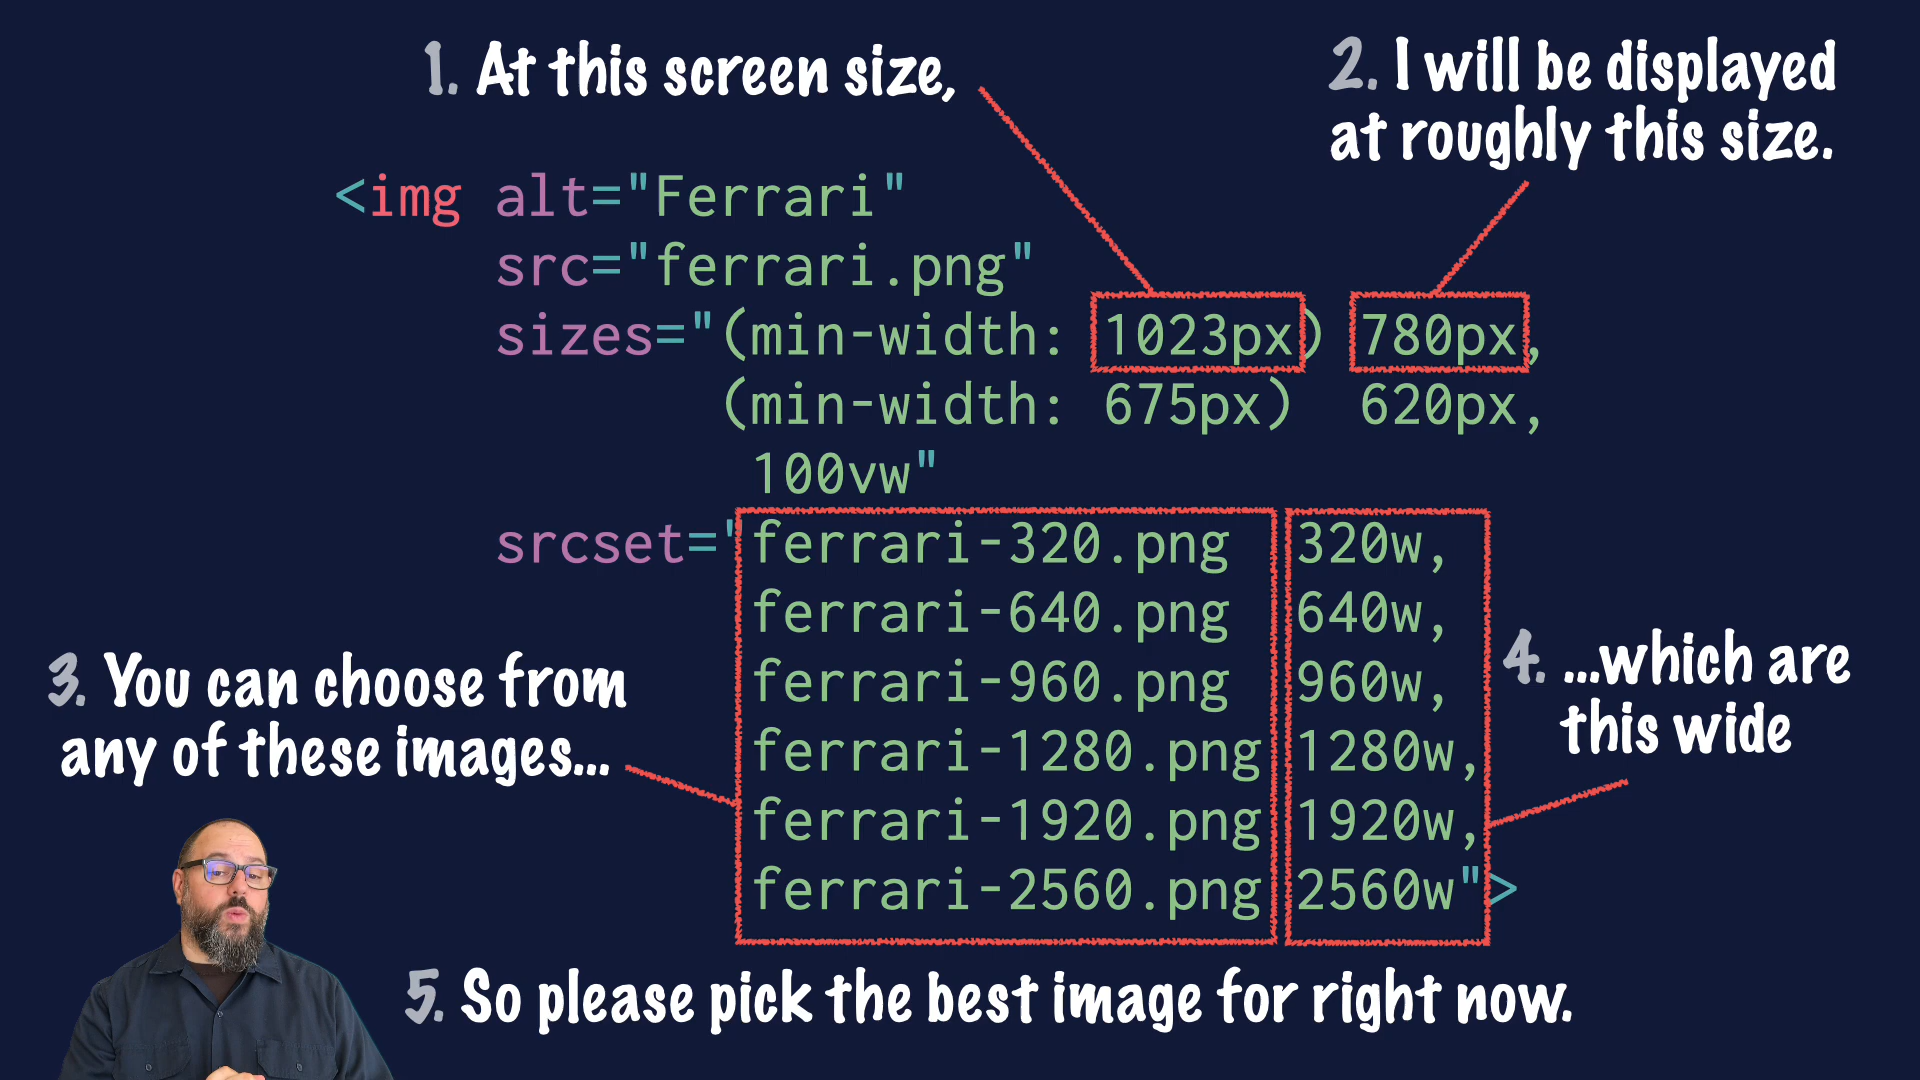 1. At this screen size,
2. I will be displayed
at roughly this size.
<img alt="Ferrari"
src="ferrari.png"
sizes="(min-width: 1023px) 780px,
(min-width: 675px) 620px,
100vw"
srcset="ferrari-320.png 320w,
ferrari-640.png 640w,
ferrari-960.png 960w,
ferrari-1280.png 1280w,
ferrari-1920.png 1920w,
ferrari-2560.png 2560w">
3. You can choose from
any of these images...
4. ...which are
this wide
5. So please pick the best image for right now.